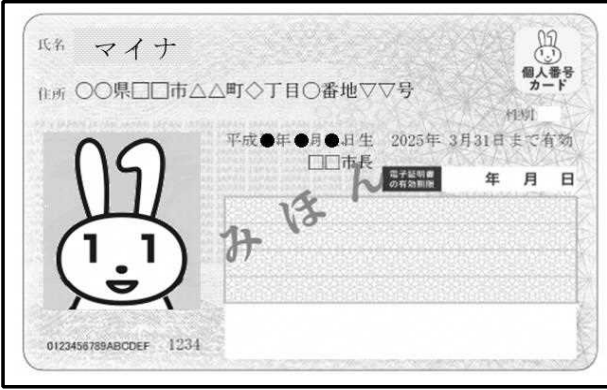 氏名 マイナ
個人番号
カード
住所 〇〇県□□市△△町◇丁目〇番地▽▽号
性別
平成●年●月●日生 2025年 3月31日まで有効
□□市長
電子証明書
の有効期限 年 月 日
みほん
0123456789ABCDEF 1234